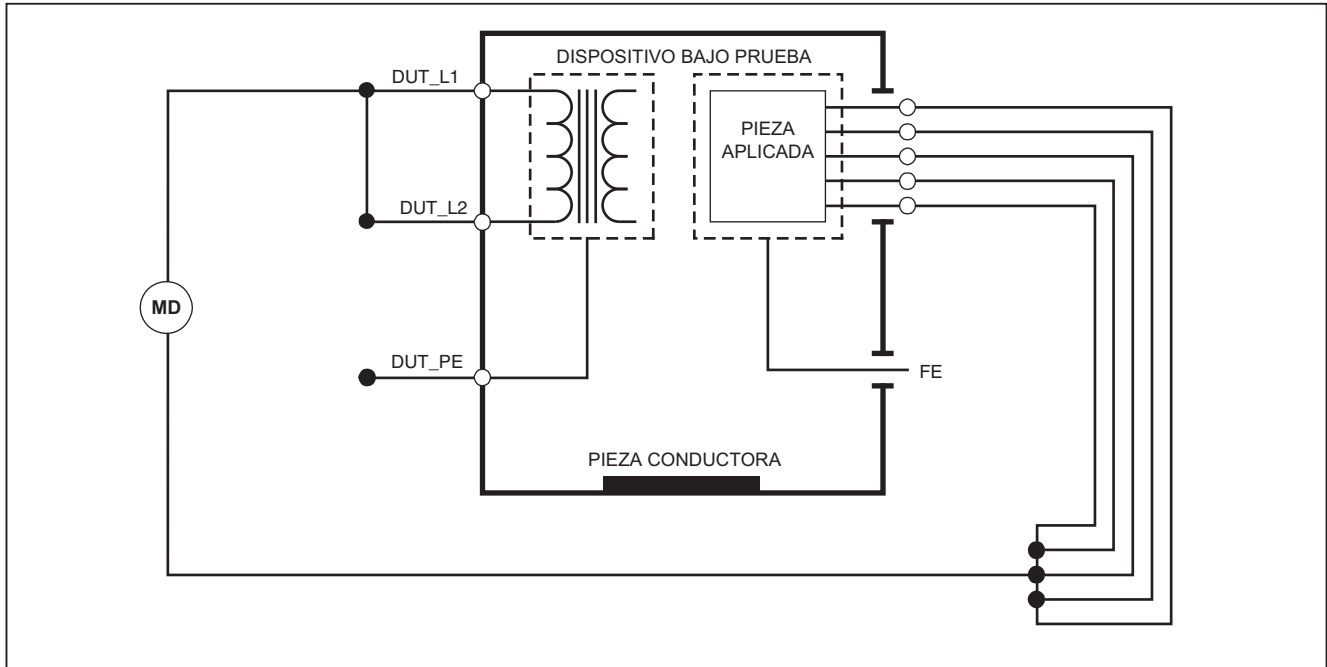 DISPOSITIVO BAJO PRUEBA
DUT_L1
PIEZA
APLICADA
DUT_L2
MD
DUT_PE
FE
PIEZA CONDUCTORA